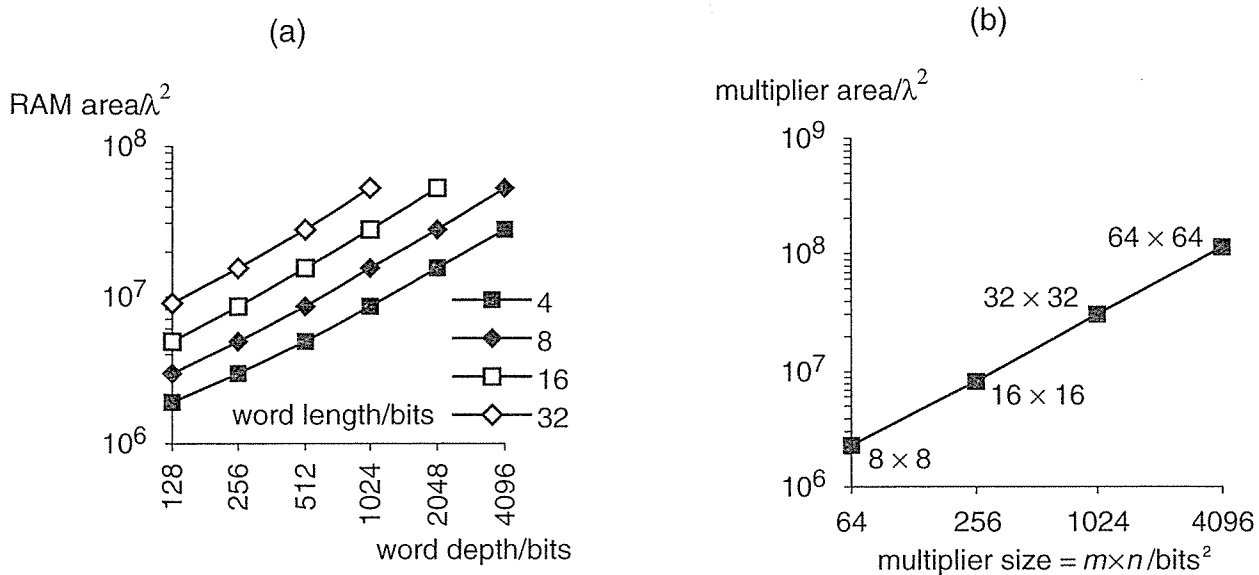 (a)
RAM area/λ²
10⁸
10⁷
10⁶
4
8
16
32
word length/bits
128
256
512
1024
2048
4096
word depth/bits
(b)
multiplier area/λ²
10⁹
10⁸
10⁷
10⁶
64 × 64
32 × 32
16 × 16
8 × 8
64
256
1024
4096
multiplier size = m×n/bits²